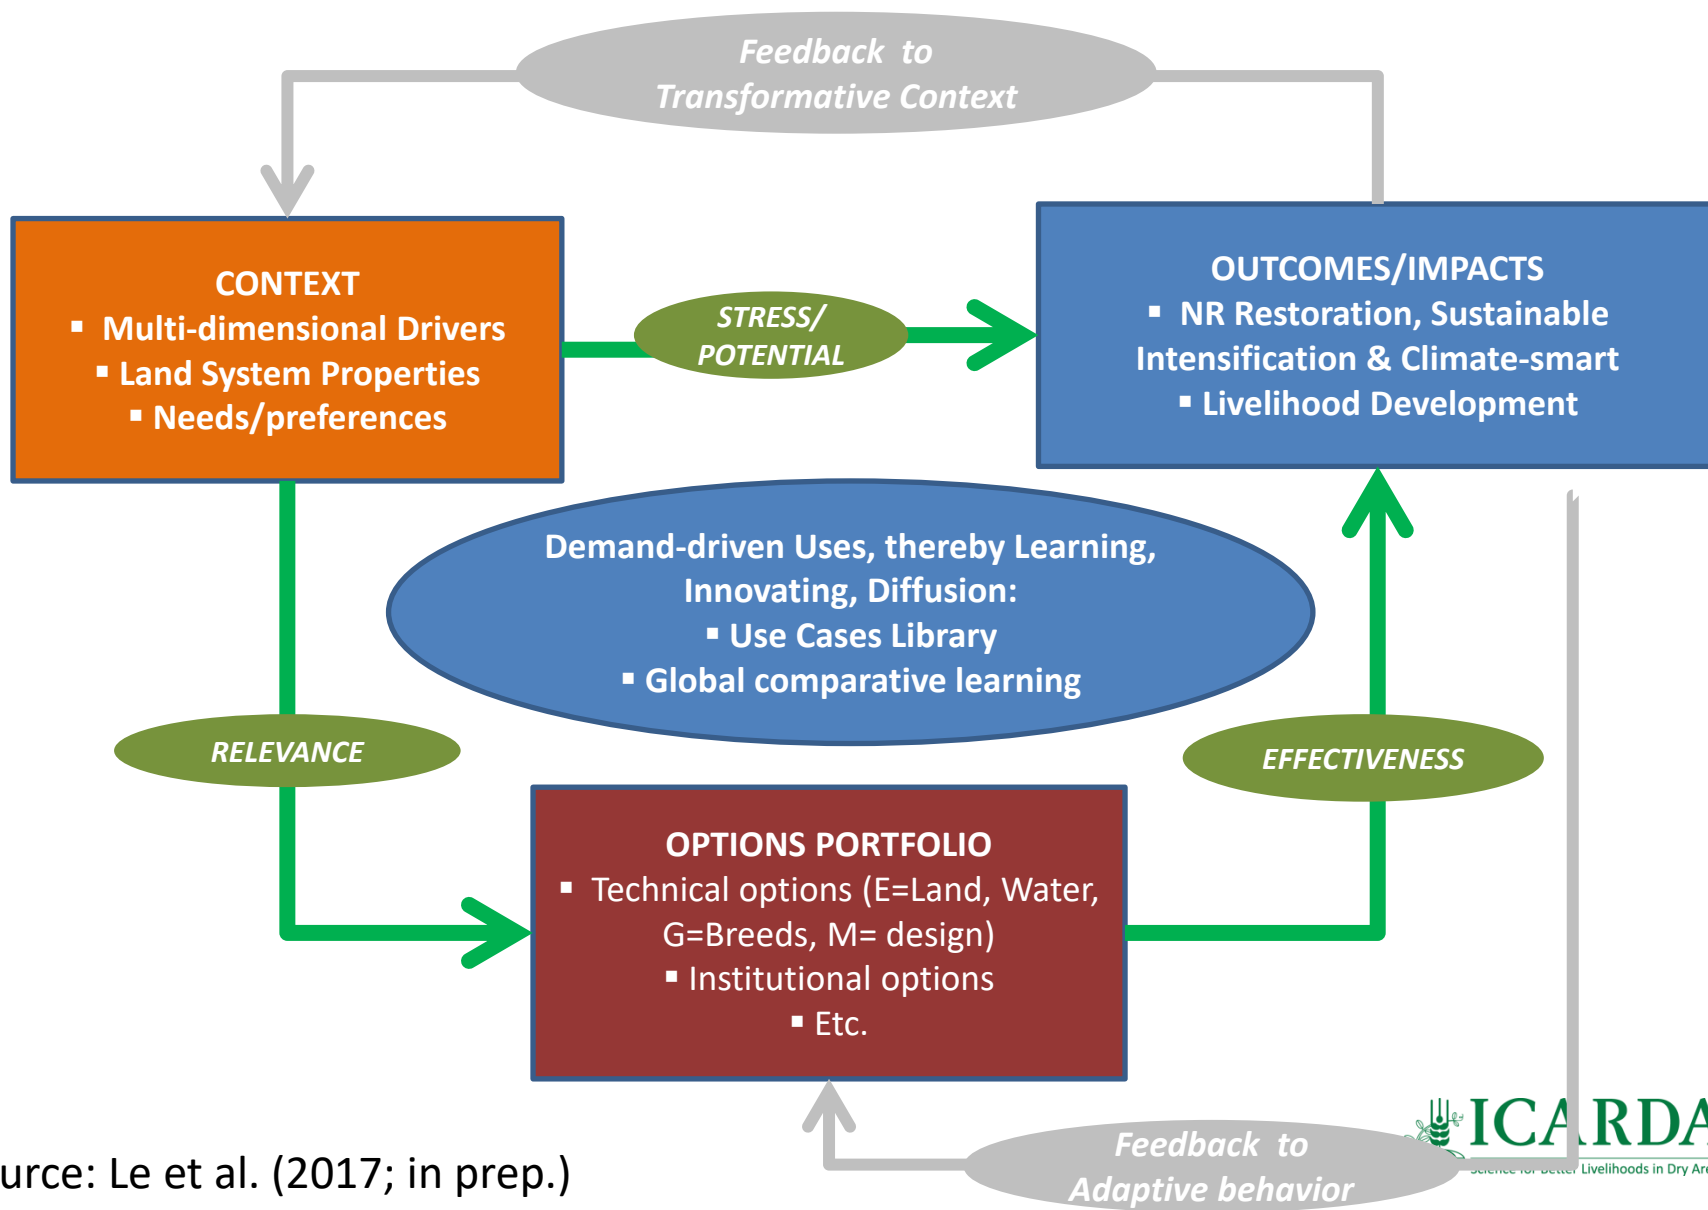 Feedback to
Transformative Context
CONTEXT
▪ Multi-dimensional Drivers
▪ Land System Properties
▪ Needs/preferences
STRESS/
POTENTIAL
OUTCOMES/IMPACTS
▪ NR Restoration, Sustainable
Intensification & Climate-smart
▪ Livelihood Development
Demand-driven Uses, thereby Learning,
Innovating, Diffusion:
▪ Use Cases Library
▪ Global comparative learning
RELEVANCE
EFFECTIVENESS
OPTIONS PORTFOLIO
▪ Technical options (E=Land, Water,
G=Breeds, M= design)
▪ Institutional options
▪ Etc.
ICARDA
Science for Better Livelihoods in Dry Are
Feedback to
Adaptive behavior
urce: Le et al. (2017; in prep.)